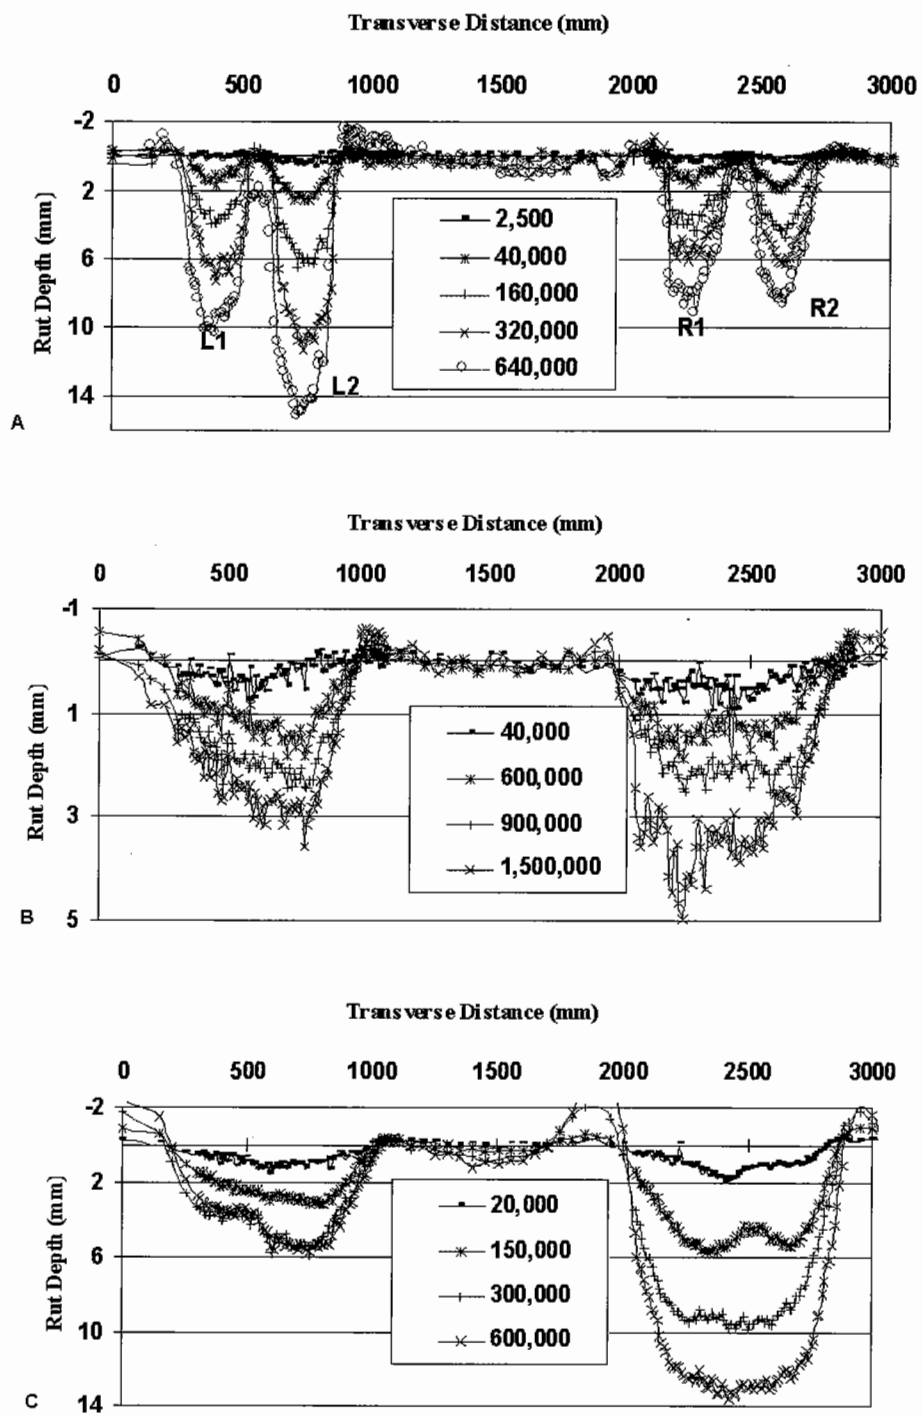 Transverse Distance (mm)
0 500 1000 1500 2000 2500 3000
-2
2
6
10
14
Rut Depth (mm)
2,500
40,000
160,000
320,000
640,000
L1
L2
R1
R2
A
Transverse Distance (mm)
0 500 1000 1500 2000 2500 3000
-1
1
3
5
Rut Depth (mm)
40,000
600,000
900,000
1,500,000
B
Transverse Distance (mm)
0 500 1000 1500 2000 2500 3000
-2
2
6
10
14
Rut Depth (mm)
20,000
150,000
300,000
600,000
C